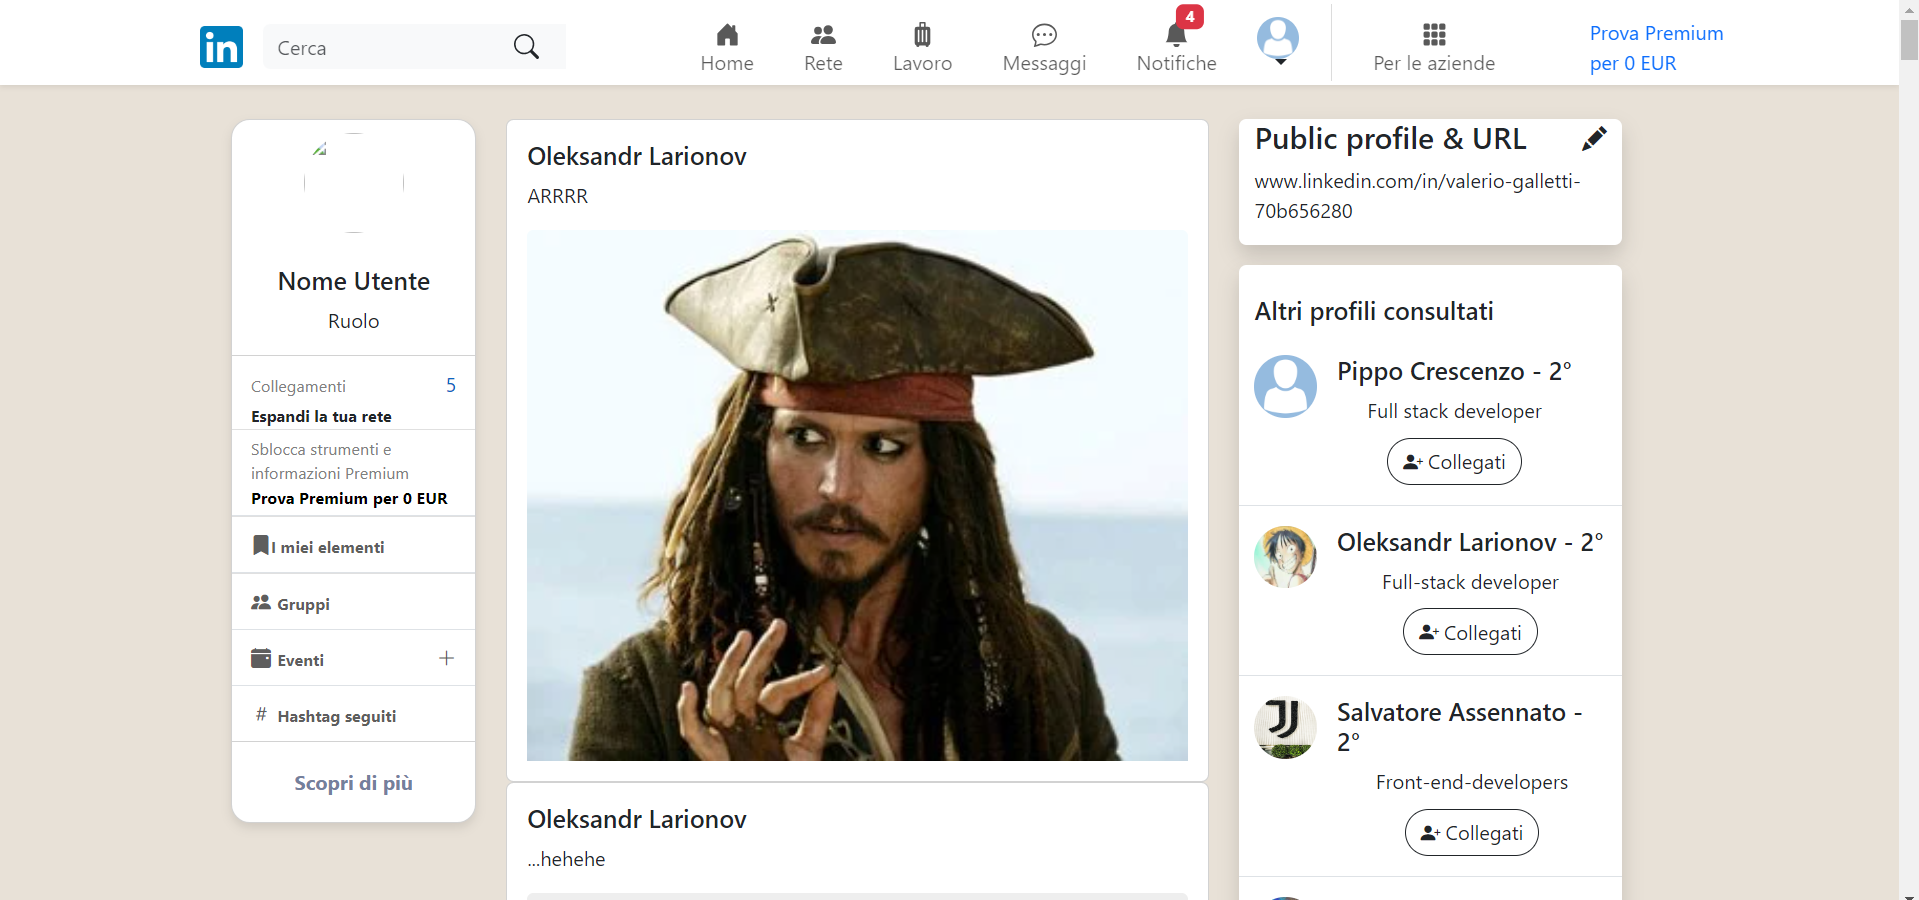 in
Cerca
Home
Rete
Lavoro
Messaggi
4
Notifiche
Per le aziende
Prova Premium
per 0 EUR
Nome Utente
Ruolo
Collegamenti 5
Espandi la tua rete
Sblocca strumenti e
informazioni Premium
Prova Premium per 0 EUR
I miei elementi
Gruppi
Eventi
# Hashtag seguiti
Scopri di più
Oleksandr Larionov
ARRRR
Oleksandr Larionov
...hehehe
Public profile & URL
www.linkedin.com/in/valerio-galletti-
70b656280
Altri profili consultati
Pippo Crescenzo - 2°
Full stack developer
Collegati
Oleksandr Larionov - 2°
Full-stack developer
Collegati
Salvatore Assennato -
2°
Front-end-developers
Collegati